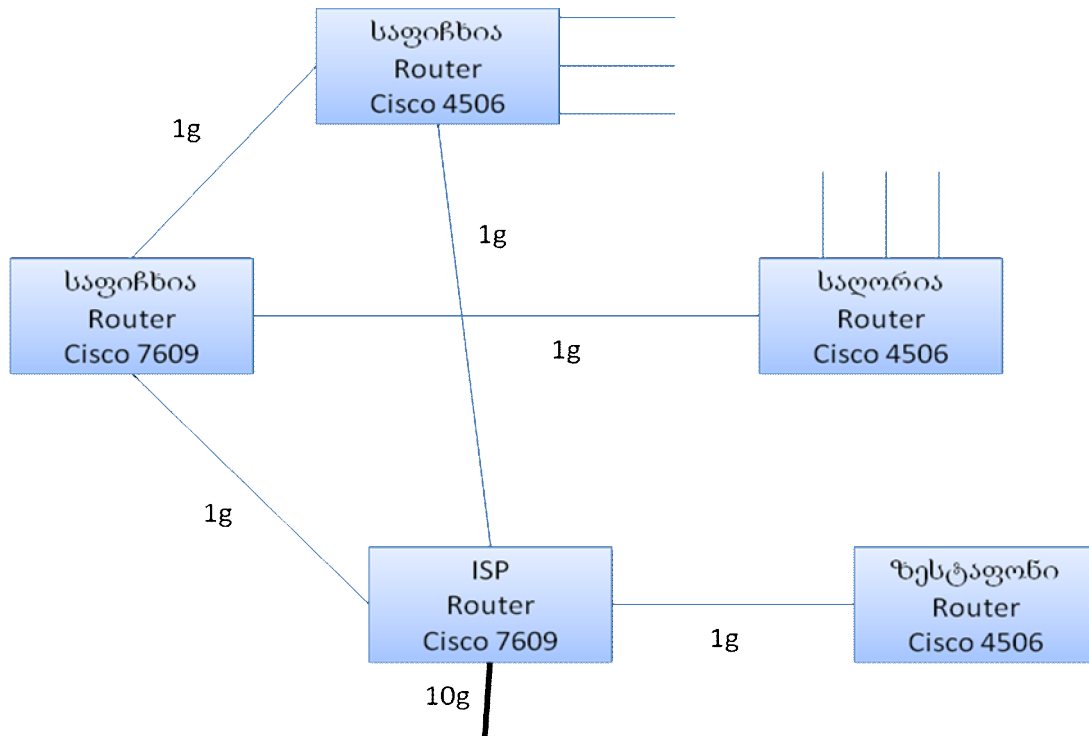 საფიჩხია
Router
Cisco 4506
1g
1g
საფიჩხია
Router
Cisco 7609
საღორია
Router
Cisco 4506
1g
1g
ISP
Router
Cisco 7609
ზესტაფონი
Router
Cisco 4506
1g
10g